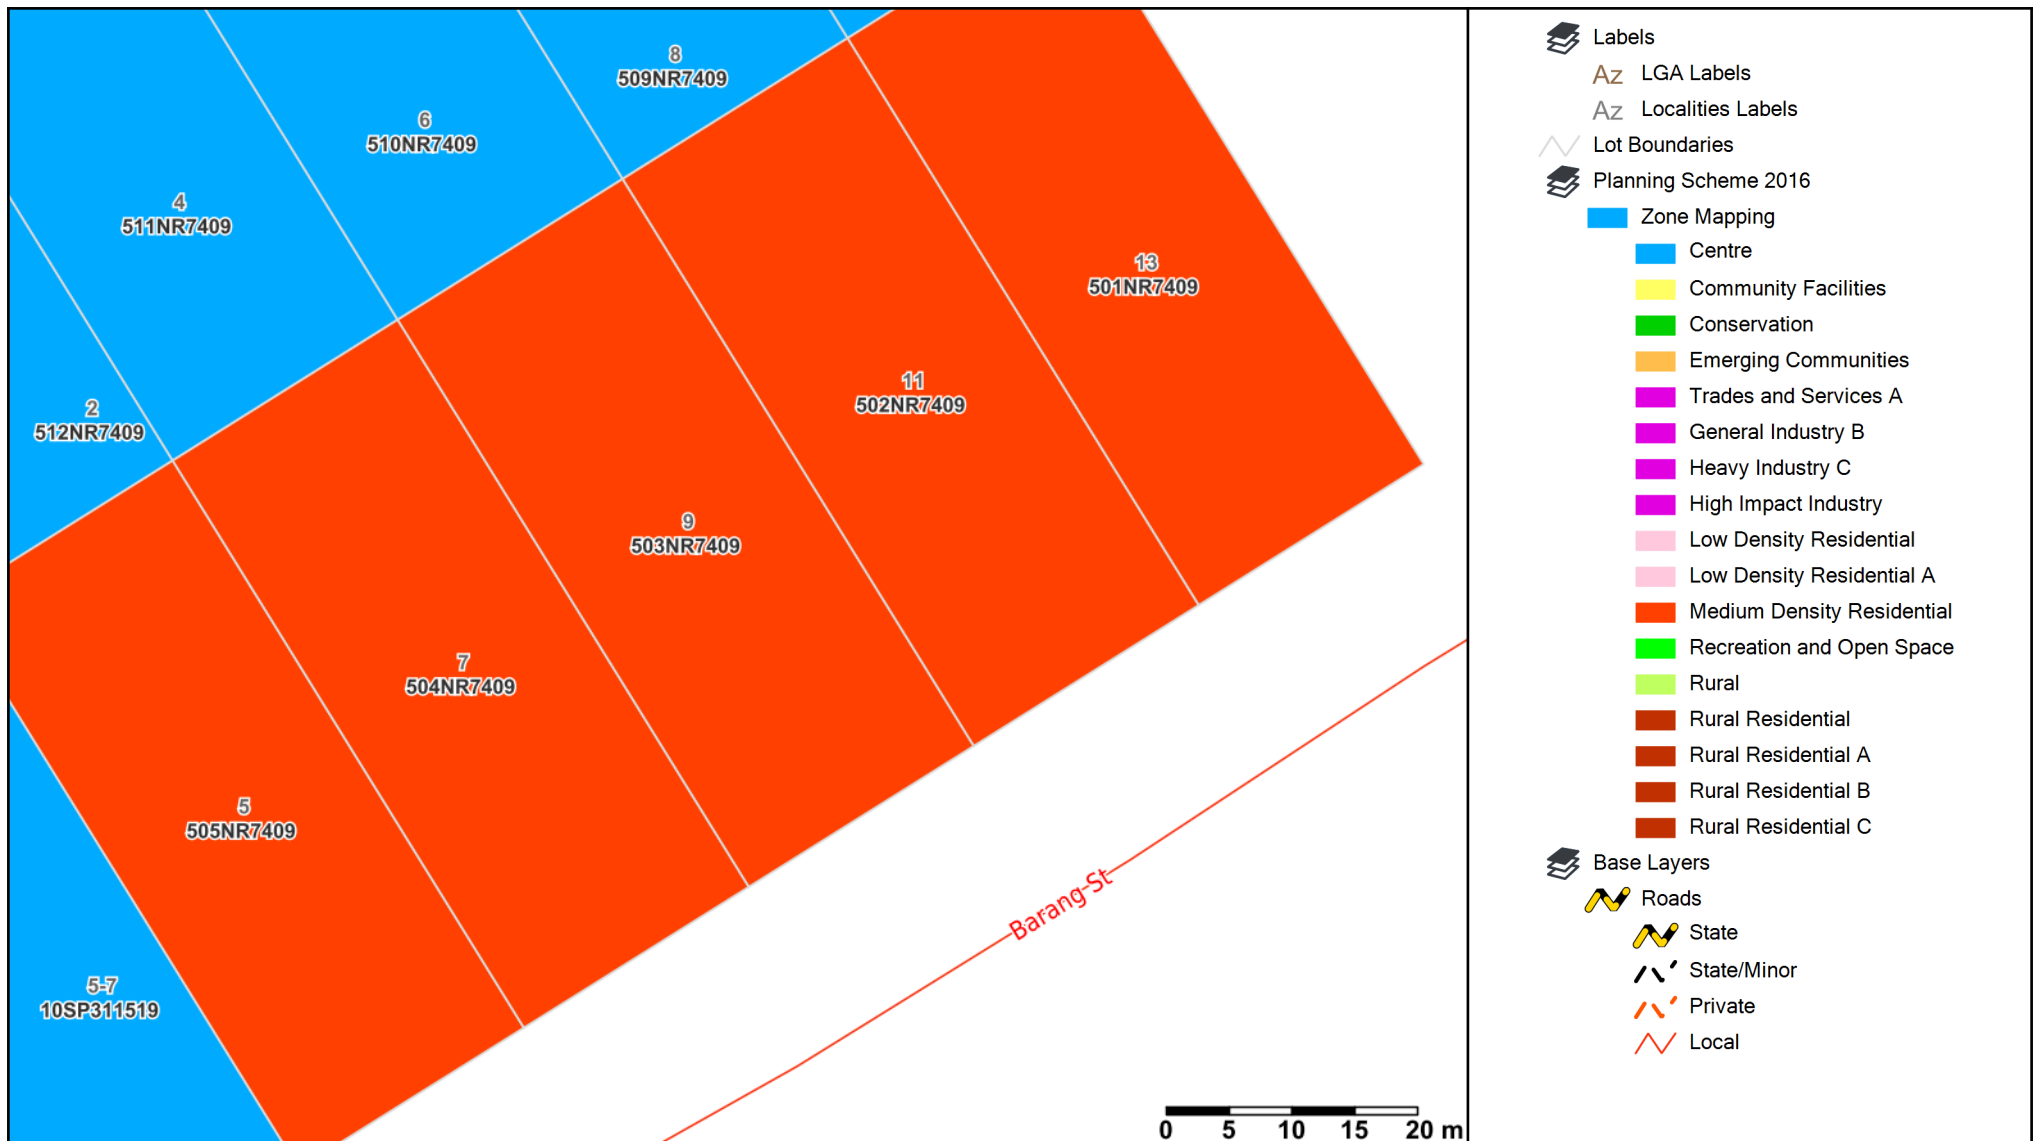 8
509NR7409
6
510NR7409
4
511NR7409
2
512NR7409
13
501NR7409
11
502NR7409
9
503NR7409
7
504NR7409
5
505NR7409
5-7
10SP311519
Barang St
0 5 10 15 20 m
Labels
Az LGA Labels
Az Localities Labels
Lot Boundaries
Planning Scheme 2016
Zone Mapping
Centre
Community Facilities
Conservation
Emerging Communities
Trades and Services A
General Industry B
Heavy Industry C
High Impact Industry
Low Density Residential
Low Density Residential A
Medium Density Residential
Recreation and Open Space
Rural
Rural Residential
Rural Residential A
Rural Residential B
Rural Residential C
Base Layers
Roads
State
State/Minor
Private
Local